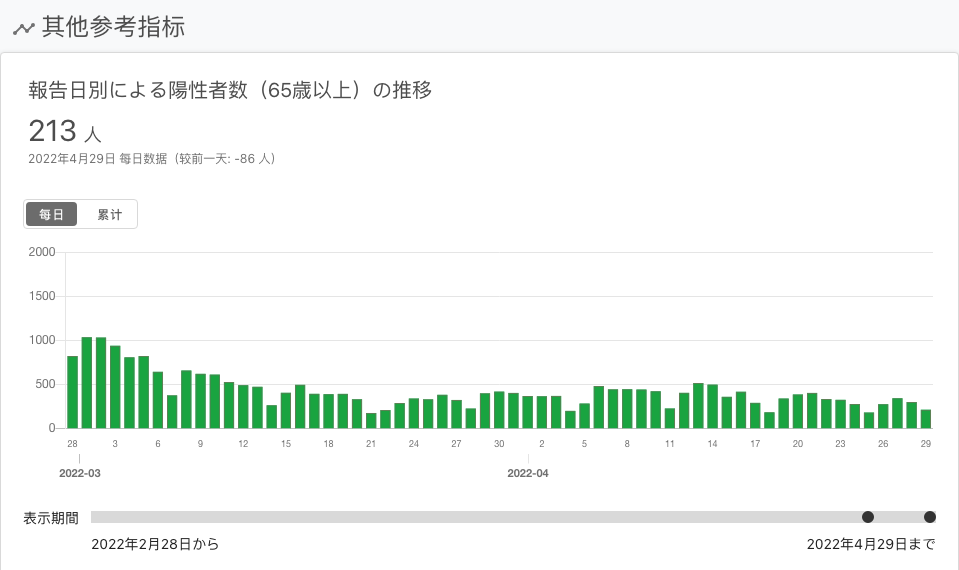 其他参考指标
報告日別による陽性者数（65歳以上）の推移
213 人
2022年4月29日 每日数据（较前一天: -86 人）
每日 累计
2000
1500
1000
500
0
28 3 6 9 12 15 18 21 24 27 30 2 5 8 11 14 17 20 23 26 29
2022-03 2022-04
表示期間
2022年2月28日から 2022年4月29日まで